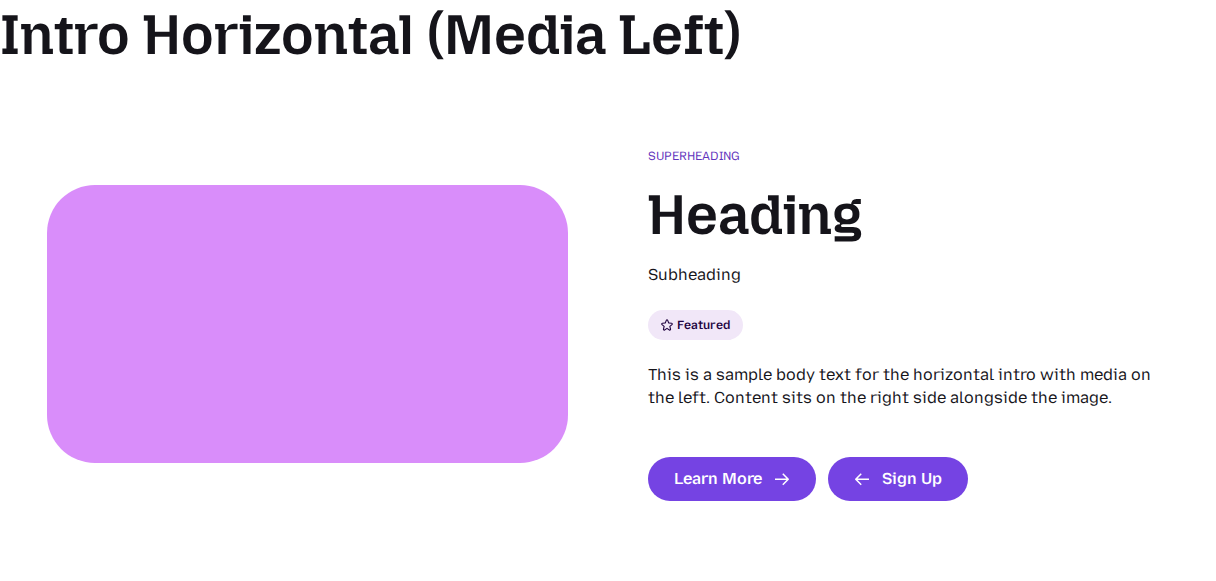 Intro Horizontal (Media Left)
SUPERHEADING
Heading
Subheading
Featured
This is a sample body text for the horizontal intro with media on
the left. Content sits on the right side alongside the image.
Learn More
Sign Up